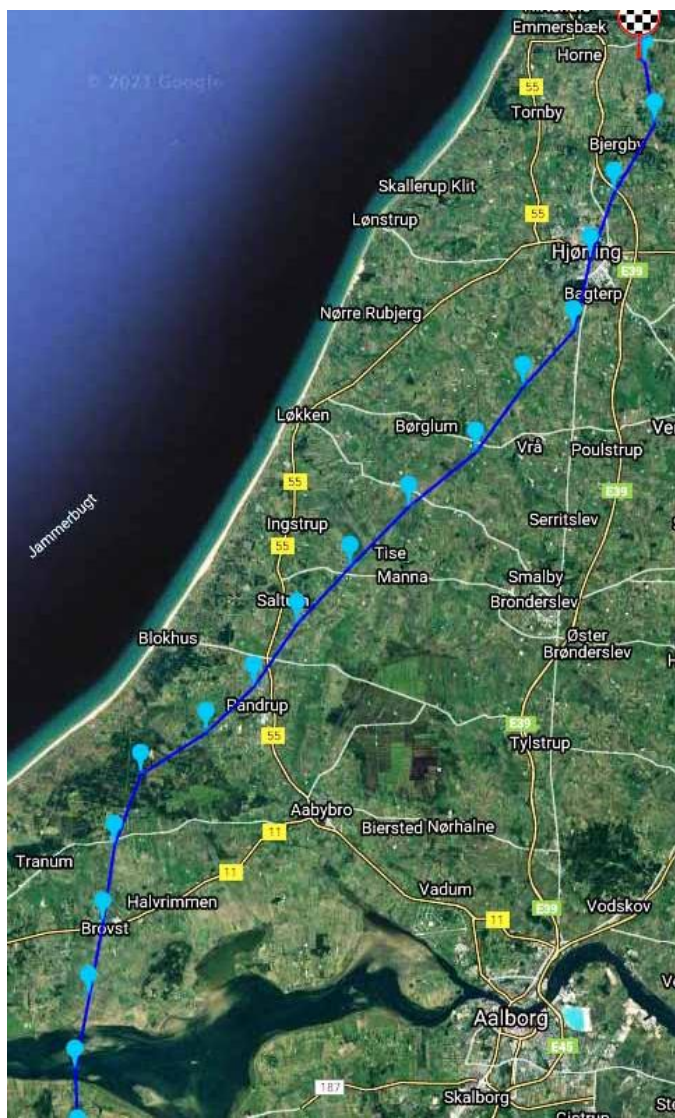 Emmersbæk
© 2021 Google
Horne
55
Tornby
Bjergby
Skallerup Klit
Lønstrup
55
Hjørring
E39
Bagterp
Nørre Rubjerg
Løkken
Børglum
Vrå
Poulstrup
55
E39
Jammerbugt
Ingstrup
Serritslev
55
Tise
Manna
Smalby
Saltum
Bronderslev
Blokhus
Øster
Brønderslev
Pandrup
E39
55
Tylstrup
Aabybro
11
Biersted
Nørhalne
Tranum
11
Vadum
Halvrimmen
E39
Vodskov
11
Brovst
Aalborg
E45
187
Skalborg